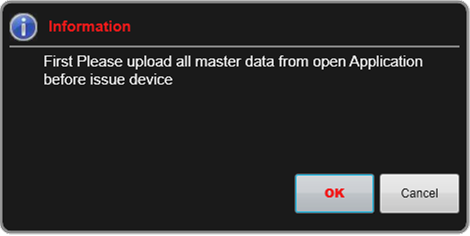 Information
First Please upload all master data from open Application
before issue device
OK
Cancel